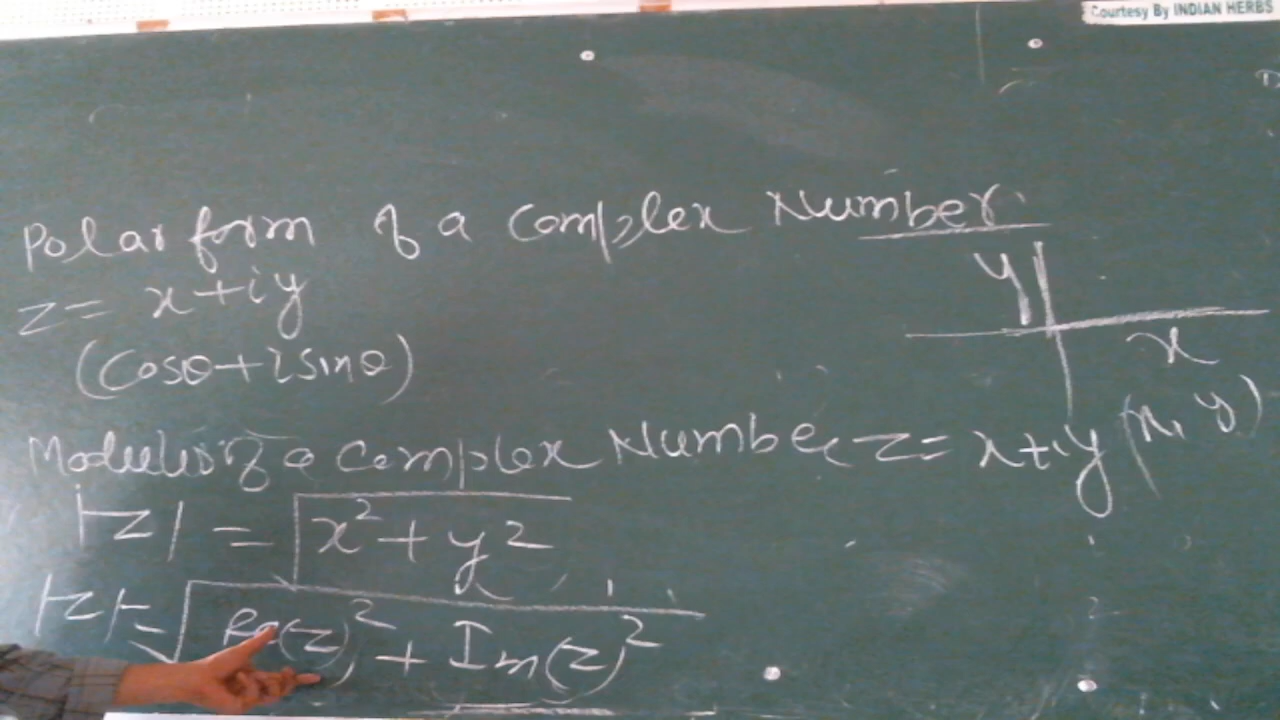 Courtesy By INDIAN HERBS
Polar form of a Complex Number
z = x+iy
y
x
(cosθ+isinθ)
Modulus of a Complex Number z = x+iy (x, y)
|z| = √x²+y²
|z| = √Re(z)² + Im(z)²